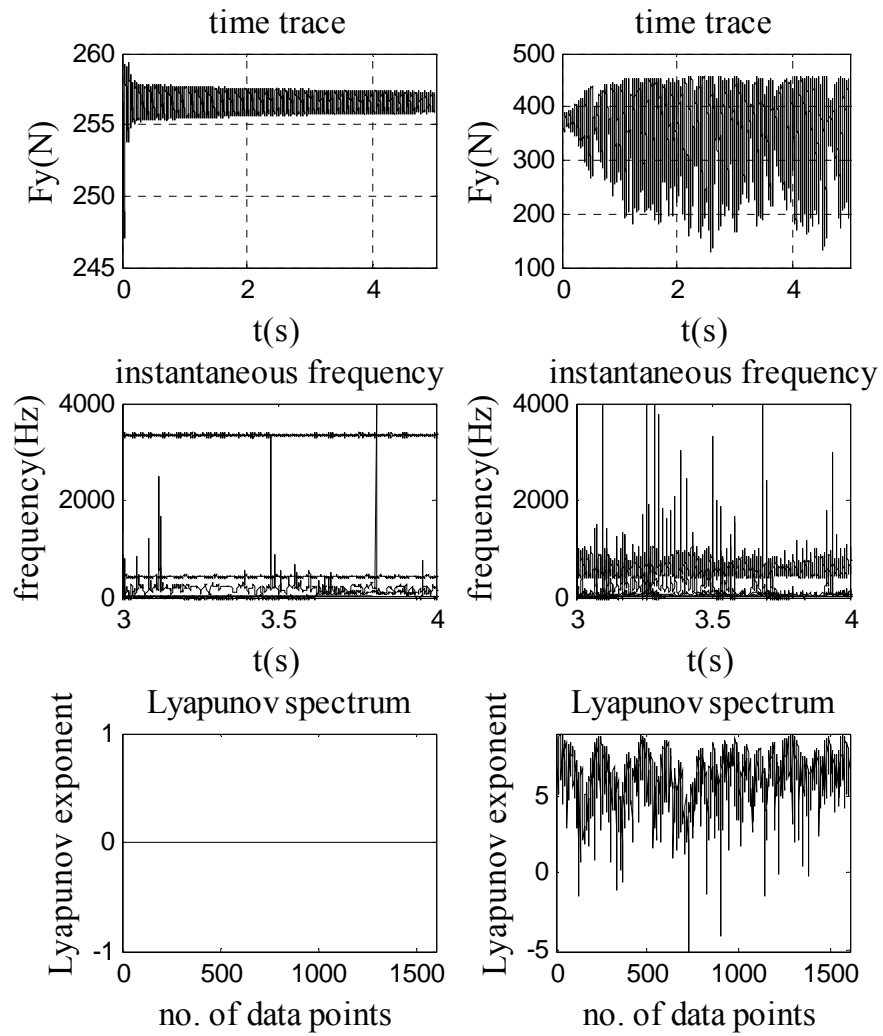 time trace
260
255
250
245
Fy(N)
0
2
4
t(s)
time trace
500
400
300
200
100
Fy(N)
0
2
4
t(s)
instantaneous frequency
4000
2000
0
frequency(Hz)
3
3.5
4
t(s)
instantaneous frequency
4000
2000
0
frequency(Hz)
3
3.5
4
t(s)
Lyapunov spectrum
1
0
-1
Lyapunov exponent
0
500
1000
1500
no. of data points
Lyapunov spectrum
5
0
-5
Lyapunov exponent
0
500
1000
1500
no. of data points